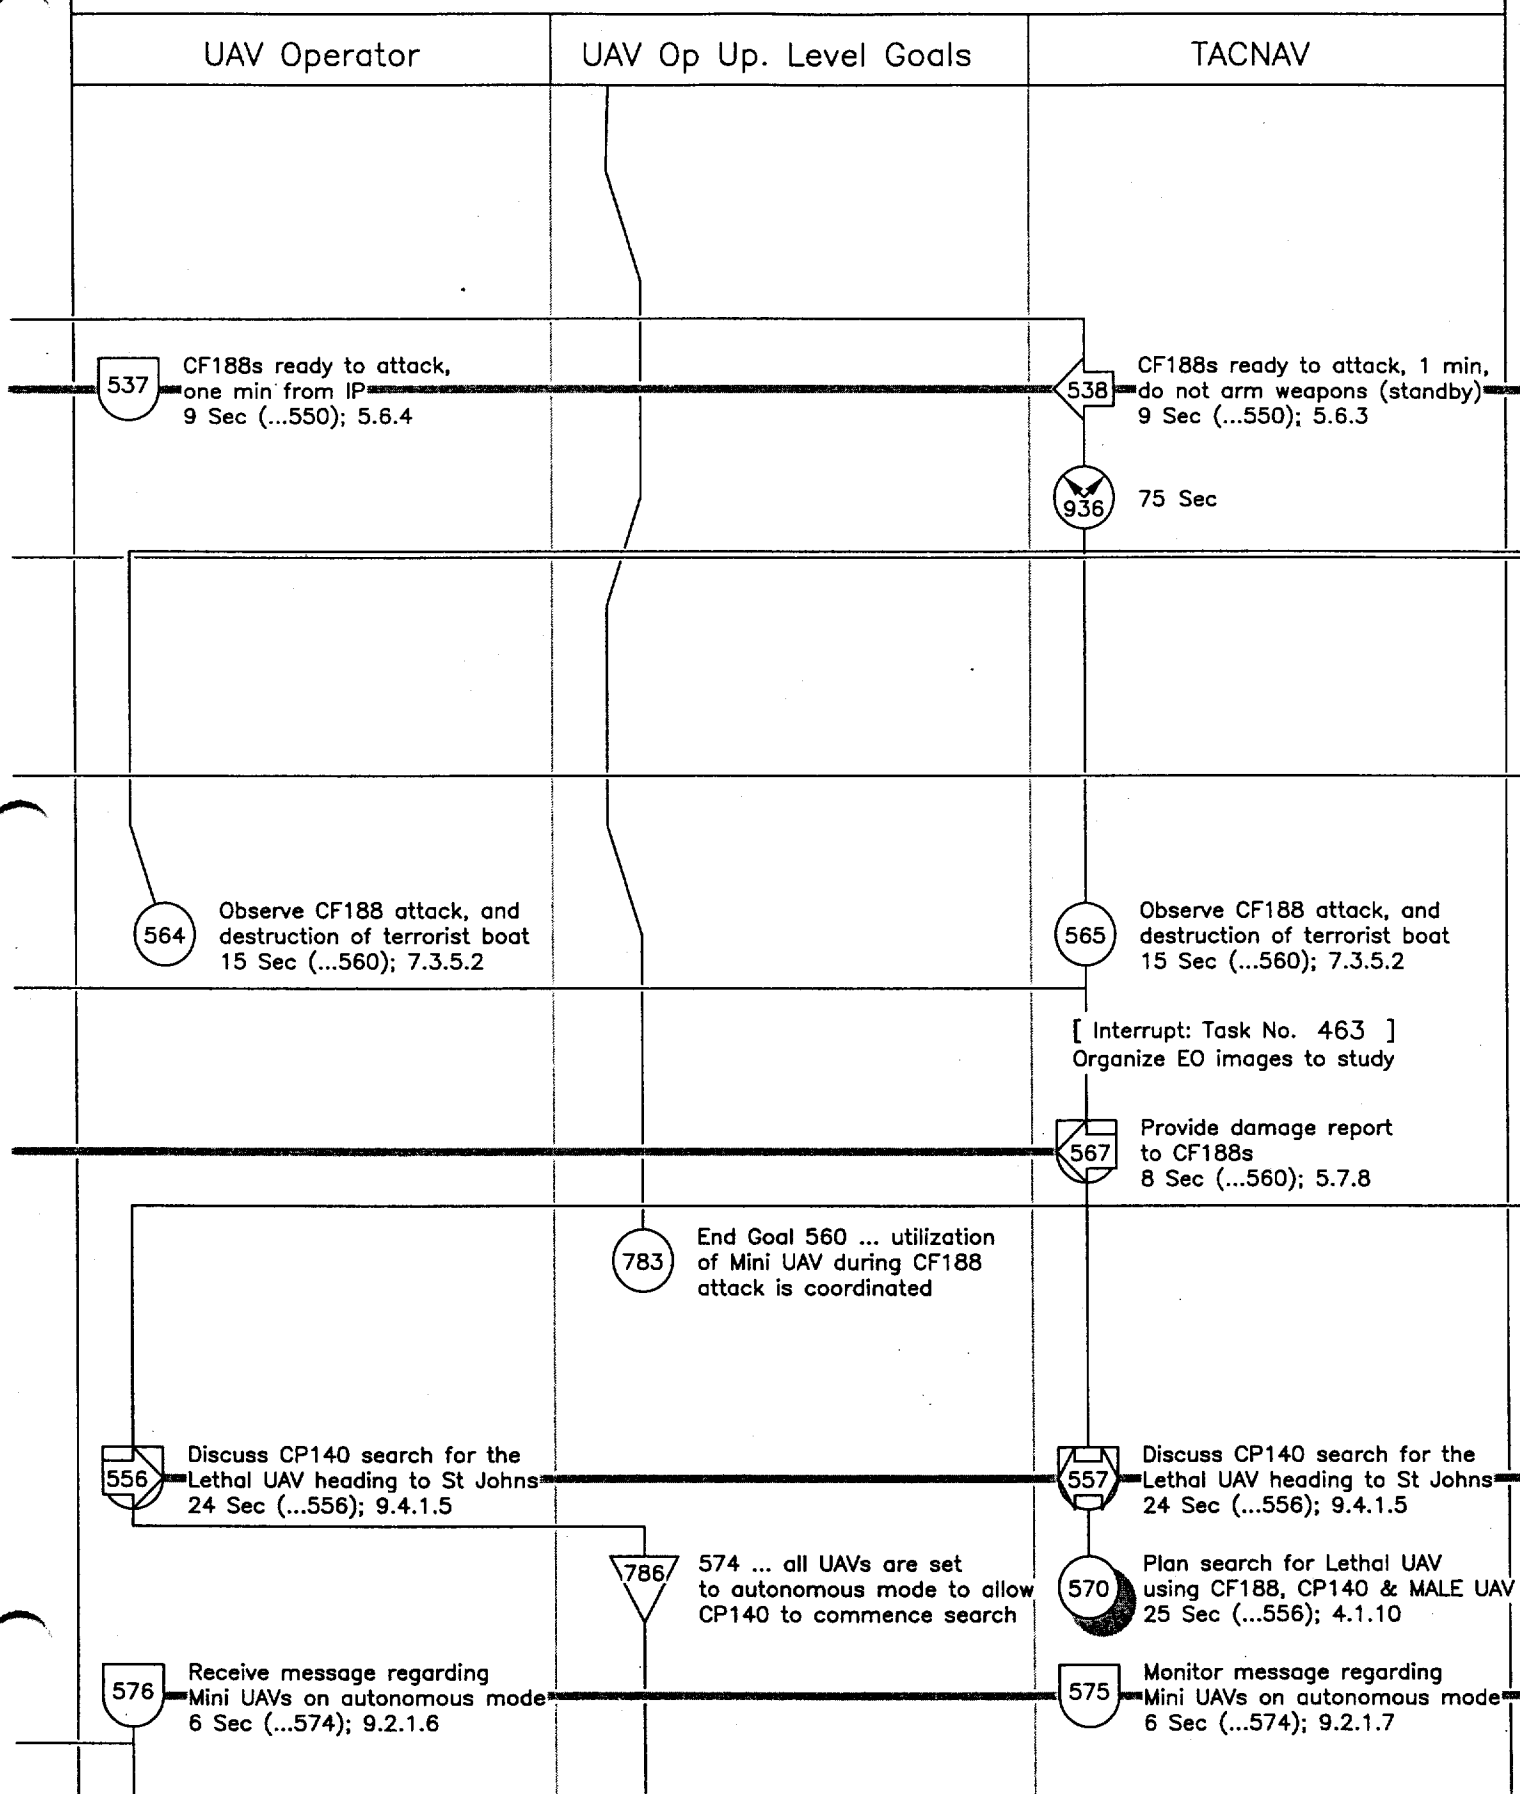 UAV Operator
UAV Op Up. Level Goals
TACNAV
537
CF188s ready to attack,
one min from IP
9 Sec (...550); 5.6.4
538
CF188s ready to attack, 1 min,
do not arm weapons (standby)
9 Sec (...550); 5.6.3
936
75 Sec
564
Observe CF188 attack, and
destruction of terrorist boat
15 Sec (...560); 7.3.5.2
565
Observe CF188 attack, and
destruction of terrorist boat
15 Sec (...560); 7.3.5.2
[ Interrupt: Task No. 463 ]
Organize EO images to study
567
Provide damage report
to CF188s
8 Sec (...560); 5.7.8
783
End Goal 560 ... utilization
of Mini UAV during CF188
attack is coordinated
556
Discuss CP140 search for the
Lethal UAV heading to St Johns
24 Sec (...556); 9.4.1.5
557
Discuss CP140 search for the
Lethal UAV heading to St Johns
24 Sec (...556); 9.4.1.5
786
574 ... all UAVs are set
to autonomous mode to allow
CP140 to commence search
570
Plan search for Lethal UAV
using CF188, CP140 & MALE UAV
25 Sec (...556); 4.1.10
576
Receive message regarding
Mini UAVs on autonomous mode
6 Sec (...574); 9.2.1.6
575
Monitor message regarding
Mini UAVs on autonomous mode
6 Sec (...574); 9.2.1.7